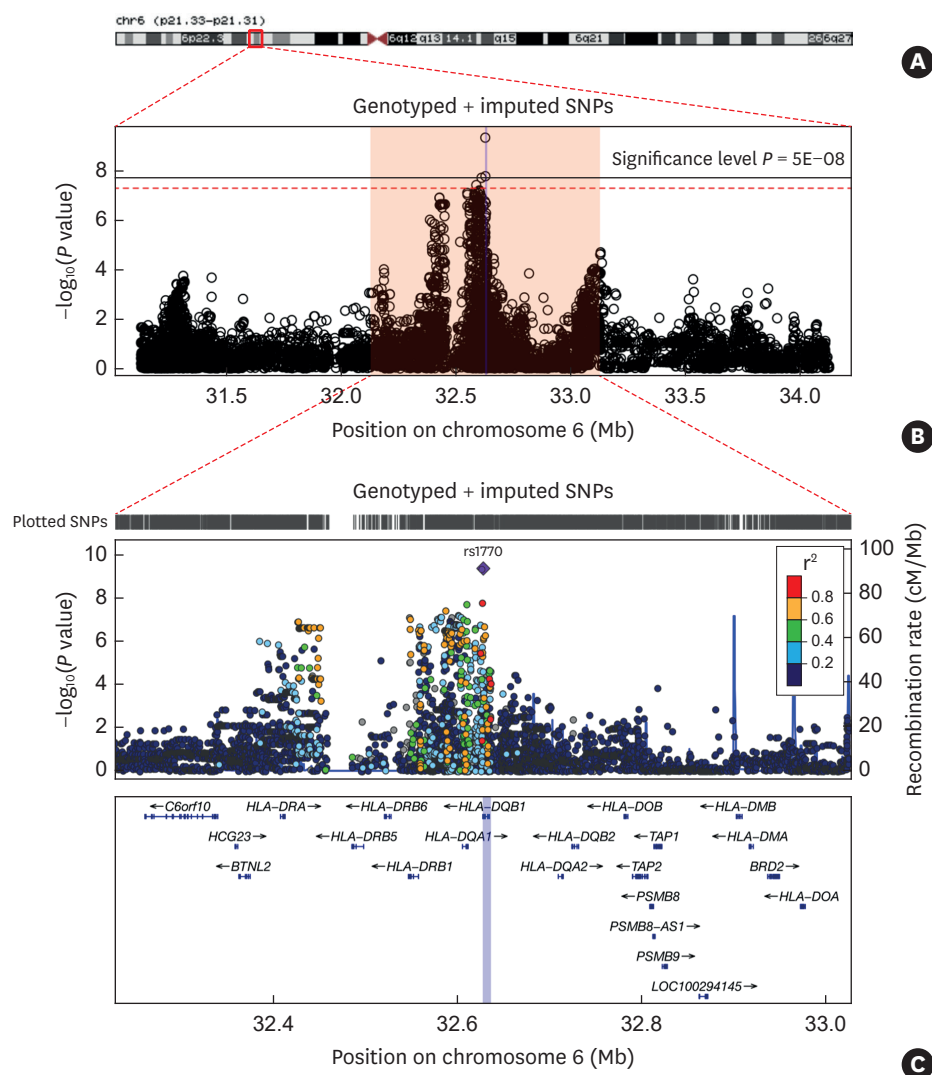 chr6 (p21.33-p21.31)
6p22.3 6q12 q13 14.1 q15 6q21 26 6q27
A
Genotyped + imputed SNPs
Significance level P = 5E−08
−log₁₀(P value)
8
6
4
2
0
31.5 32.0 32.5 33.0 33.5 34.0
Position on chromosome 6 (Mb)
B
Genotyped + imputed SNPs
Plotted SNPs
rs1770
−log₁₀(P value)
10
8
6
4
2
0
r²
0.8
0.6
0.4
0.2
Recombination rate (cM/Mb)
100
80
60
40
20
0
←C6orf10 HLA−DRA→ ←HLA−DRB6 ←HLA−DQB1 ←HLA−DOB ←HLA−DMB
HCG23→ ←HLA−DRB5 HLA−DQA1→ ←HLA−DQB2 ←TAP1 ←HLA−DMA
←BTNL2 ←HLA−DRB1 HLA−DQA2→ ←TAP2 BRD2→
←PSMB8 ←HLA−DOA
PSMB8−AS1→
PSMB9→
LOC100294145→
32.4 32.6 32.8 33.0
Position on chromosome 6 (Mb)
C